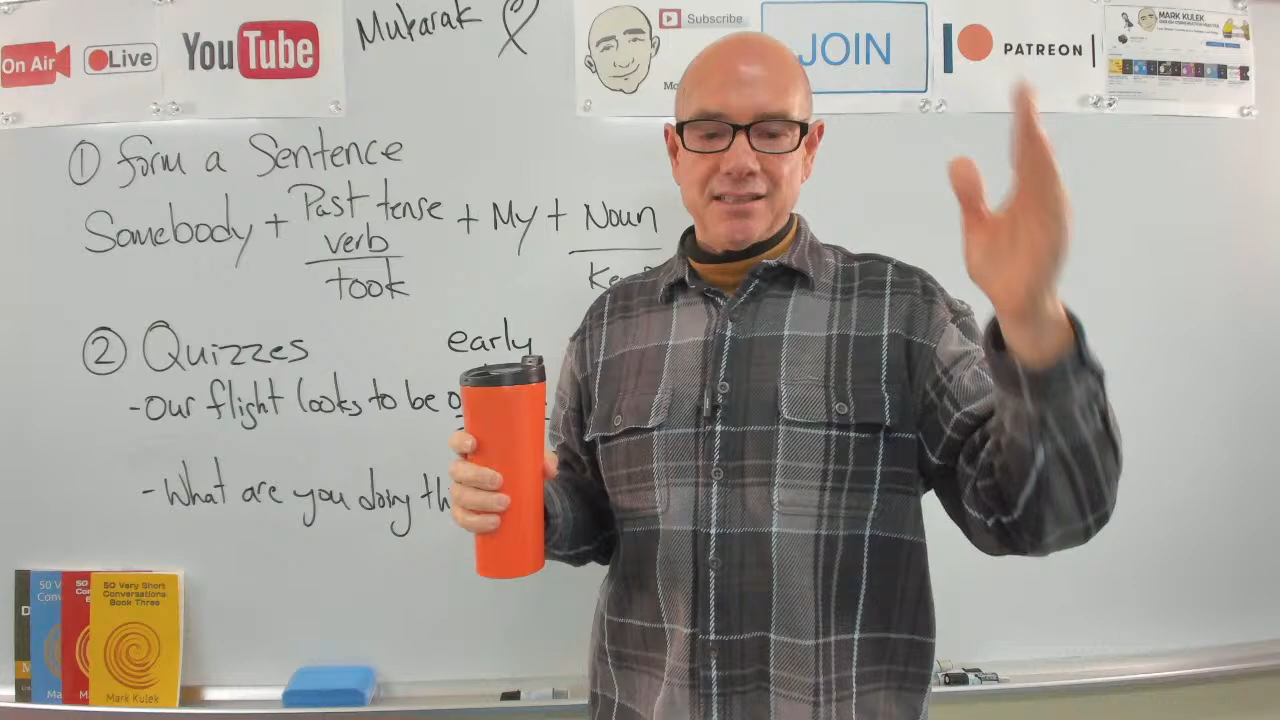 On Air
Live
YouTube
Mubarak
Subscribe
JOIN
PATREON
MARK KULEK
① Form a Sentence
Somebody + Past tense verb + My + Noun
took
② Quizzes
early
- Our flight looks to be
- What are you doing
50 Very Short
Conversations
Book Three
Mark Kulek